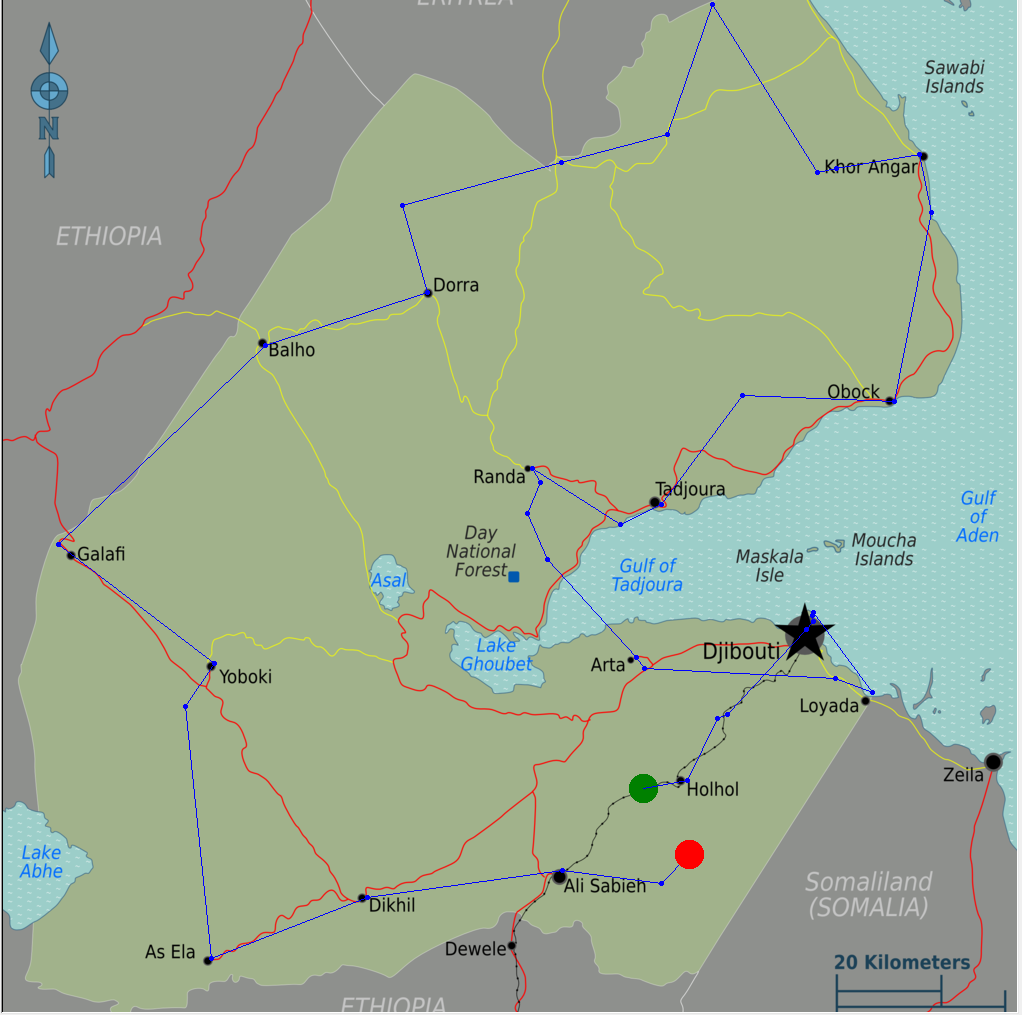 ERITREA
Sawabi
Islands
N
Khor Angar
ETHIOPIA
Dorra
Balho
Obock
Randa
Tadjoura
Gulf
of
Aden
Day
National
Forest
Galafi
Asal
Gulf of
Tadjoura
Maskala
Isle
Moucha
Islands
Lake
Ghoubet
Djibouti
Arta
Yoboki
Loyada
Zeila
Holhol
Lake
Abhe
Ali Sabieh
Somaliland
(SOMALIA)
Dikhil
As Ela
Dewele
20 Kilometers
ETHIOPIA